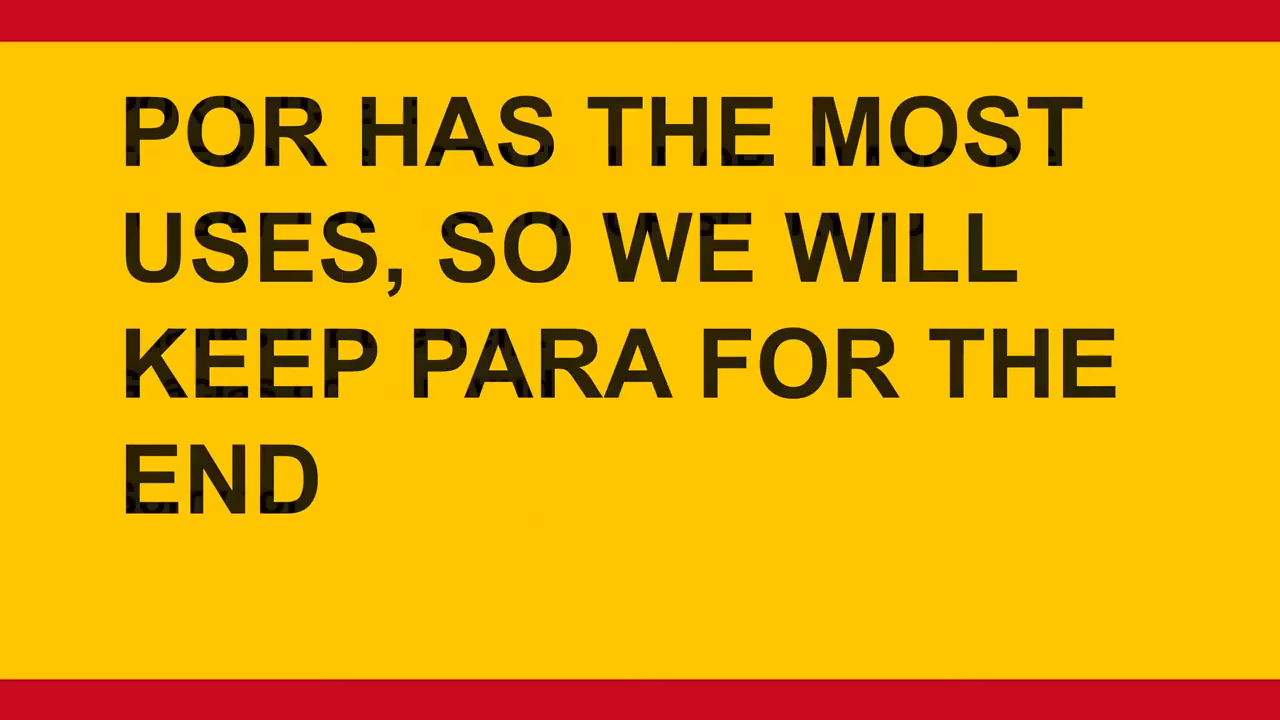 POR HAS THE MOST
USES, SO WE WILL
KEEP PARA FOR THE
END